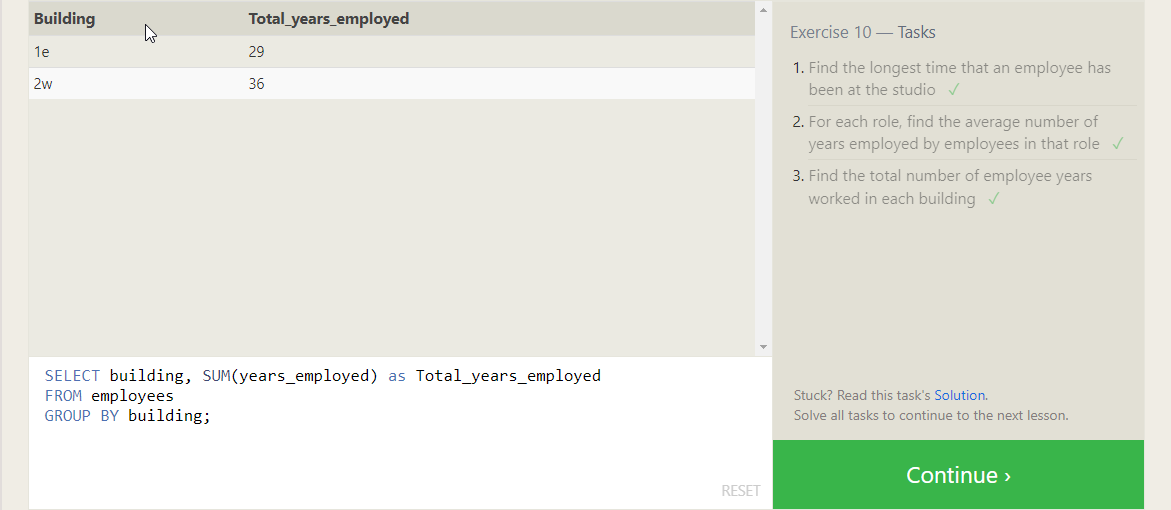 Building Total_years_employed
1e 29
2w 36
SELECT building, SUM(years_employed) as Total_years_employed
FROM employees
GROUP BY building;
RESET
Exercise 10 — Tasks
1. Find the longest time that an employee has
been at the studio ✓
2. For each role, find the average number of
years employed by employees in that role ✓
3. Find the total number of employee years
worked in each building ✓
Stuck? Read this task's Solution.
Solve all tasks to continue to the next lesson.
Continue ›